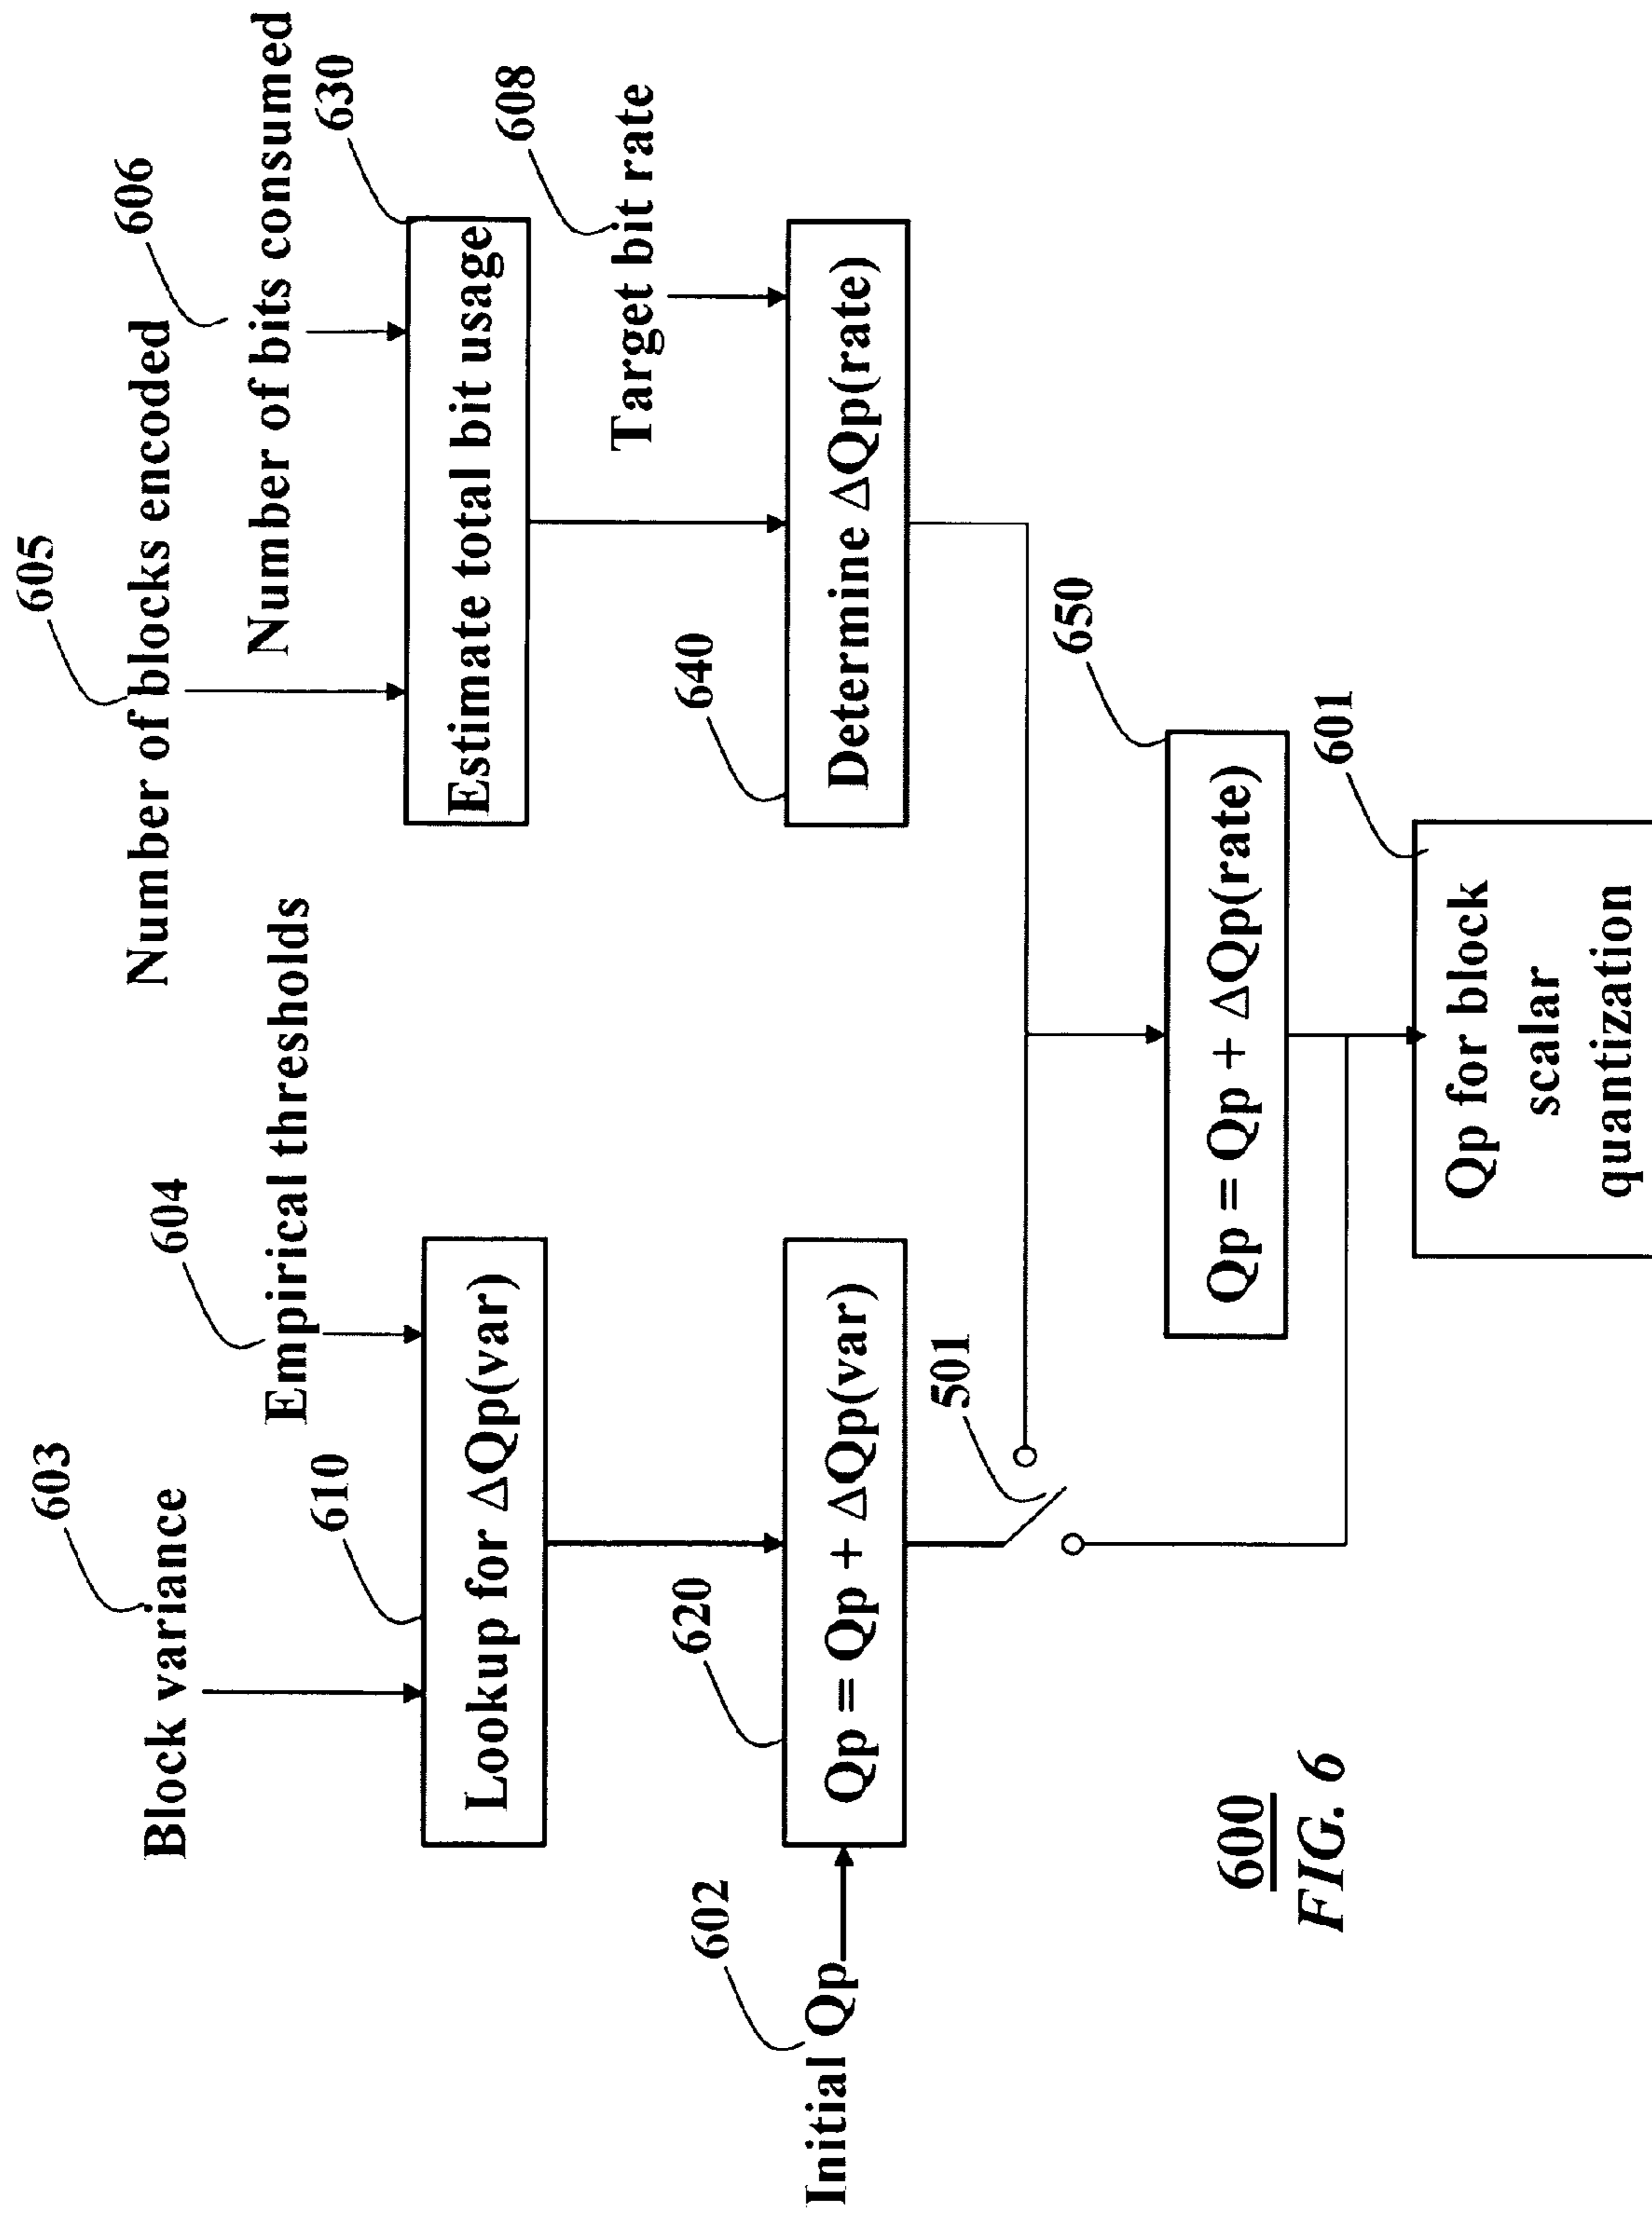 605
606
Number of blocks encoded
Number of bits consumed
630
603
604
Block variance
Empirical thresholds
610
Estimate total bit usage
Lookup for ΔQp(var)
608
Target bit rate
602
620
640
Initial Qp
Qp = Qp + ΔQp(var)
Determine ΔQp(rate)
501
650
Qp = Qp + ΔQp(rate)
601
Qp for block
scalar
quantization
600
FIG. 6